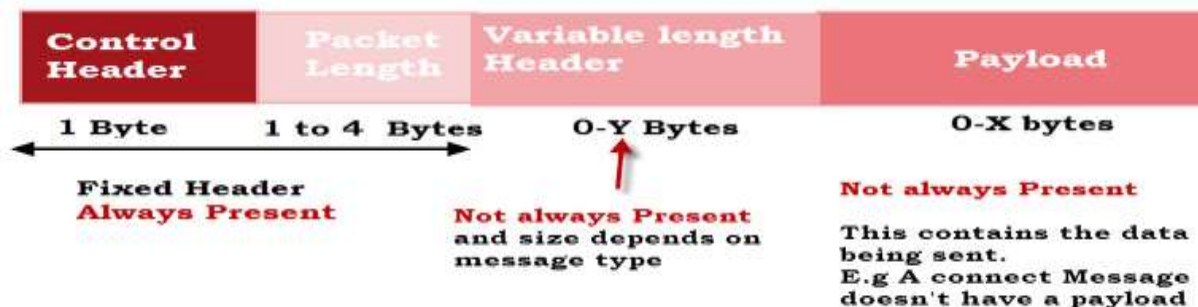 Control
Header
Packet
Length
Variable length
Header
Payload
1 Byte
1 to 4 Bytes
0-Y Bytes
0-X bytes
Fixed Header
Always Present
Not always Present
and size depends on
message type
Not always Present
This contains the data
being sent.
E.g A connect Message
doesn't have a payload